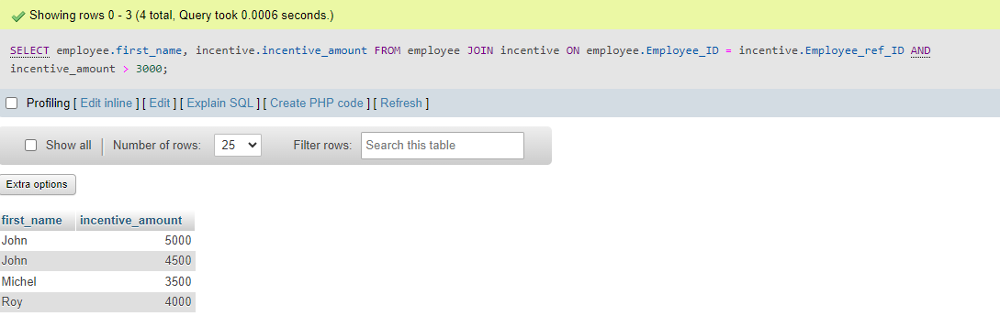 Showing rows 0 - 3 (4 total, Query took 0.0006 seconds.)
SELECT employee.first_name, incentive.incentive_amount FROM employee JOIN incentive ON employee.Employee_ID = incentive.Employee_ref_ID AND
incentive_amount > 3000;
Profiling [ Edit inline ] [ Edit ] [ Explain SQL ] [ Create PHP code ] [ Refresh ]
Show all | Number of rows: 25 Filter rows: Search this table
Extra options
first_name incentive_amount
John 5000
John 4500
Michel 3500
Roy 4000